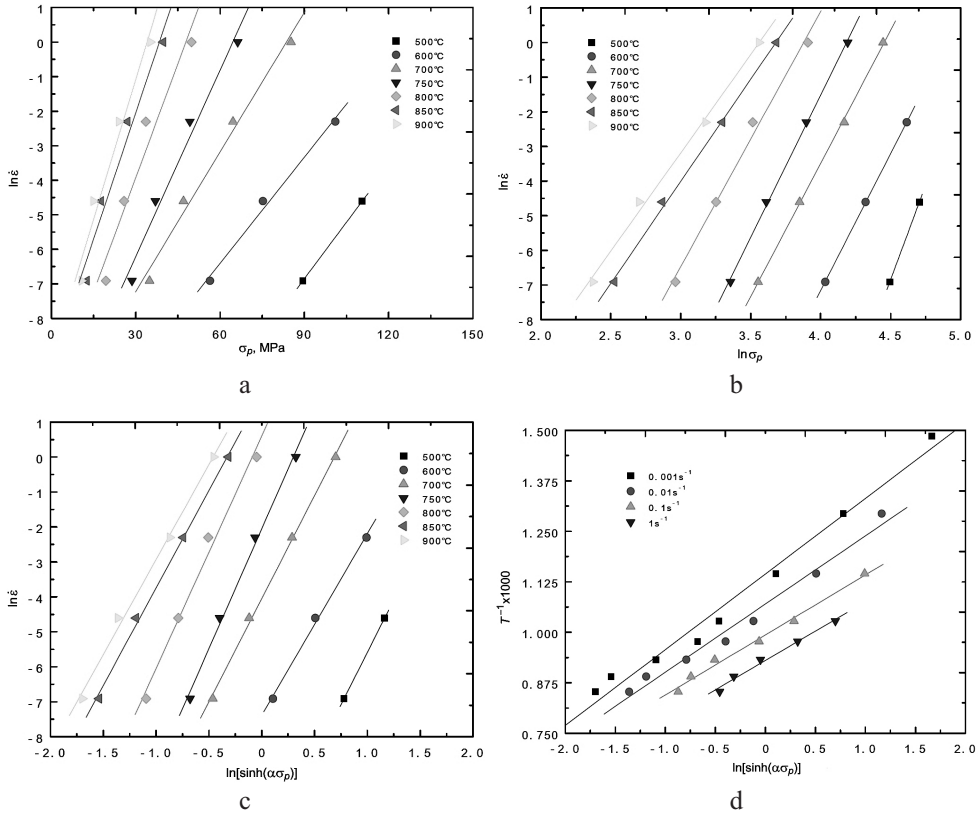 1
0
- 1
- 2
- 3
- 4
- 5
- 6
- 7
- 8
ln ε̇
0 30 60 90 120 150
σp, MPa
500℃
600℃
700℃
750℃
800℃
850℃
900℃
a
1
0
- 1
- 2
- 3
- 4
- 5
- 6
- 7
- 8
ln ε̇
2.0 2.5 3.0 3.5 4.0 4.5 5.0
ln σp
500℃
600℃
700℃
750℃
800℃
850℃
900℃
b
1
0
- 1
- 2
- 3
- 4
- 5
- 6
- 7
- 8
ln ε̇
-2.0 -1.5 -1.0 -0.5 0 0.5 1.0 1.5 2.0
ln[sinh(ασp)]
500℃
600℃
700℃
750℃
800℃
850℃
900℃
c
1.500
1.375
1.250
1.125
1.000
0.875
0.750
T⁻¹x1000
-2.0 -1.5 -1.0 -0.5 0 0.5 1.0 1.5 2.0
ln[sinh(ασp)]
0.001s⁻¹
0.01s⁻¹
0.1s⁻¹
1s⁻¹
d